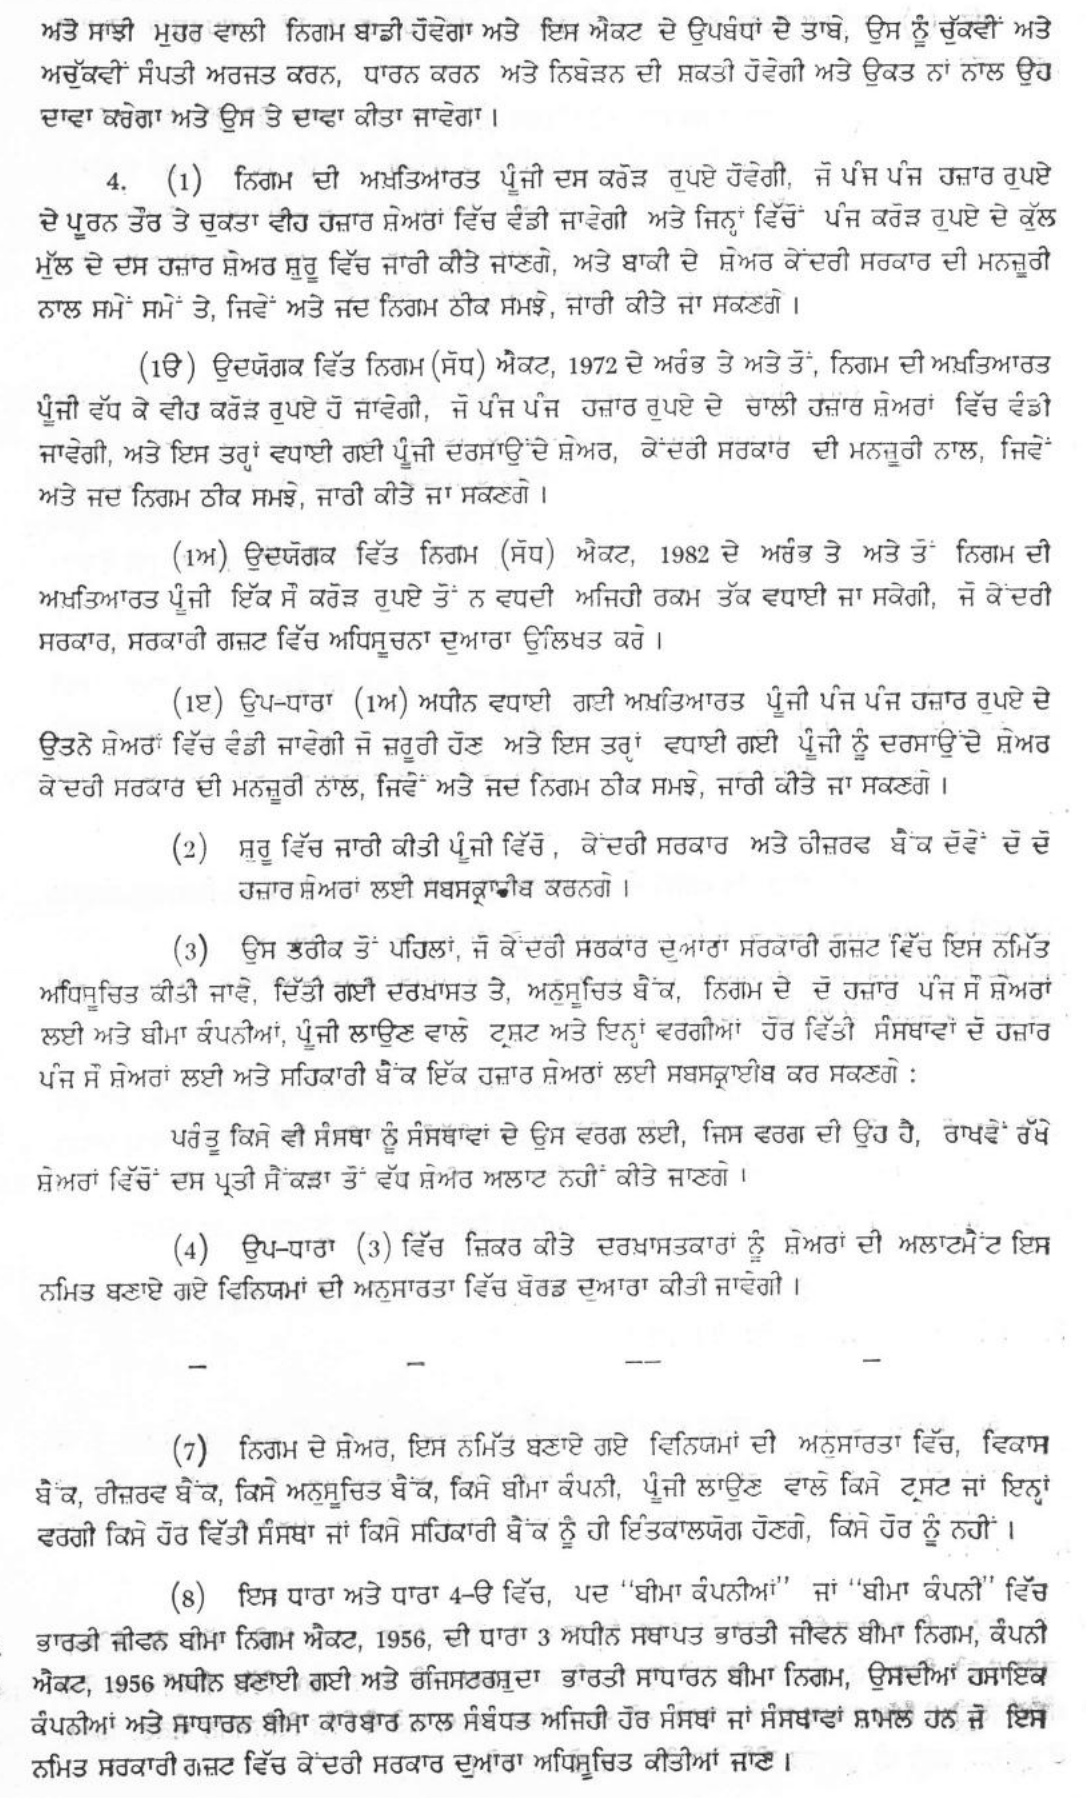 ਅਤੇ ਸਾਂਝੀ ਮੁਹਰ ਵਾਲੀ ਨਿਗਮ ਬਾਡੀ ਹੋਵੇਗਾ ਅਤੇ ਇਸ ਐਕਟ ਦੇ ਉਪਬੰਧਾਂ ਦੇ ਤਾਬੇ, ਉਸ ਨੂੰ ਚੁੱਕਵੀਂ ਅਤੇ
ਅਚੁੱਕਵੀਂ ਸੰਪਤੀ ਅਰਜਤ ਕਰਨ, ਧਾਰਨ ਕਰਨ ਅਤੇ ਨਿਬੇੜਨ ਦੀ ਸ਼ਕਤੀ ਹੋਵੇਗੀ ਅਤੇ ਉਕਤ ਨਾਂ ਨਾਲ ਉਹ
ਦਾਵਾ ਕਰੇਗਾ ਅਤੇ ਉਸ ਤੇ ਦਾਵਾ ਕੀਤਾ ਜਾਵੇਗਾ।
4. (1) ਨਿਗਮ ਦੀ ਅਖ਼ਤਿਆਰਤ ਪੂੰਜੀ ਦਸ ਕਰੋੜ ਰੁਪਏ ਹੋਵੇਗੀ, ਜੋ ਪੰਜ ਪੰਜ ਹਜ਼ਾਰ ਰੁਪਏ
ਦੇ ਪੂਰਨ ਤੌਰ ਤੇ ਚੁਕਤਾ ਵੀਹ ਹਜ਼ਾਰ ਸ਼ੇਅਰਾਂ ਵਿੱਚ ਵੰਡੀ ਜਾਵੇਗੀ ਅਤੇ ਜਿਨ੍ਹਾਂ ਵਿੱਚੋਂ ਪੰਜ ਕਰੋੜ ਰੁਪਏ ਦੇ ਕੁੱਲ
ਮੁੱਲ ਦੇ ਦਸ ਹਜ਼ਾਰ ਸ਼ੇਅਰ ਸ਼ੁਰੂ ਵਿੱਚ ਜਾਰੀ ਕੀਤੇ ਜਾਣਗੇ, ਅਤੇ ਬਾਕੀ ਦੇ ਸ਼ੇਅਰ ਕੇਂਦਰੀ ਸਰਕਾਰ ਦੀ ਮਨਜ਼ੂਰੀ
ਨਾਲ ਸਮੇਂ ਸਮੇਂ ਤੇ, ਜਿਵੇਂ ਅਤੇ ਜਦ ਨਿਗਮ ਠੀਕ ਸਮਝੇ, ਜਾਰੀ ਕੀਤੇ ਜਾ ਸਕਣਗੇ।
(1ੳ) ਉਦਯੋਗਕ ਵਿੱਤ ਨਿਗਮ (ਸੋਧ) ਐਕਟ, 1972 ਦੇ ਅਰੰਭ ਤੇ ਅਤੇ ਤੋਂ, ਨਿਗਮ ਦੀ ਅਖ਼ਤਿਆਰਤ
ਪੂੰਜੀ ਵੱਧ ਕੇ ਵੀਹ ਕਰੋੜ ਰੁਪਏ ਹੋ ਜਾਵੇਗੀ, ਜੋ ਪੰਜ ਪੰਜ ਹਜ਼ਾਰ ਰੁਪਏ ਦੇ ਚਾਲੀ ਹਜ਼ਾਰ ਸ਼ੇਅਰਾਂ ਵਿੱਚ ਵੰਡੀ
ਜਾਵੇਗੀ, ਅਤੇ ਇਸ ਤਰ੍ਹਾਂ ਵਧਾਈ ਗਈ ਪੂੰਜੀ ਦਰਸਾਉਂਦੇ ਸ਼ੇਅਰ, ਕੇਂਦਰੀ ਸਰਕਾਰ ਦੀ ਮਨਜ਼ੂਰੀ ਨਾਲ, ਜਿਵੇਂ
ਅਤੇ ਜਦ ਨਿਗਮ ਠੀਕ ਸਮਝੇ, ਜਾਰੀ ਕੀਤੇ ਜਾ ਸਕਣਗੇ।
(1ਅ) ਉਦਯੋਗਕ ਵਿੱਤ ਨਿਗਮ (ਸੋਧ) ਐਕਟ, 1982 ਦੇ ਅਰੰਭ ਤੇ ਅਤੇ ਤੋਂ ਨਿਗਮ ਦੀ
ਅਖ਼ਤਿਆਰਤ ਪੂੰਜੀ ਇੱਕ ਸੌ ਕਰੋੜ ਰੁਪਏ ਤੋਂ ਨ ਵਧਦੀ ਅਜਿਹੀ ਰਕਮ ਤੱਕ ਵਧਾਈ ਜਾ ਸਕੇਗੀ, ਜੋ ਕੇਂਦਰੀ
ਸਰਕਾਰ, ਸਰਕਾਰੀ ਗਜ਼ਟ ਵਿੱਚ ਅਧਿਸੂਚਨਾ ਦੁਆਰਾ ਉਲਿਖਤ ਕਰੇ।
(1ੲ) ਉਪ-ਧਾਰਾ (1ਅ) ਅਧੀਨ ਵਧਾਈ ਗਈ ਅਖ਼ਤਿਆਰਤ ਪੂੰਜੀ ਪੰਜ ਪੰਜ ਹਜ਼ਾਰ ਰੁਪਏ ਦੇ
ਉਤਨੇ ਸ਼ੇਅਰਾਂ ਵਿੱਚ ਵੰਡੀ ਜਾਵੇਗੀ ਜੋ ਜ਼ਰੂਰੀ ਹੋਣ ਅਤੇ ਇਸ ਤਰ੍ਹਾਂ ਵਧਾਈ ਗਈ ਪੂੰਜੀ ਨੂੰ ਦਰਸਾਉਂਦੇ ਸ਼ੇਅਰ
ਕੇਂਦਰੀ ਸਰਕਾਰ ਦੀ ਮਨਜ਼ੂਰੀ ਨਾਲ, ਜਿਵੇਂ ਅਤੇ ਜਦ ਨਿਗਮ ਠੀਕ ਸਮਝੇ, ਜਾਰੀ ਕੀਤੇ ਜਾ ਸਕਣਗੇ।
(2) ਸ਼ੁਰੂ ਵਿੱਚ ਜਾਰੀ ਕੀਤੀ ਪੂੰਜੀ ਵਿੱਚੋਂ, ਕੇਂਦਰੀ ਸਰਕਾਰ ਅਤੇ ਰੀਜ਼ਰਵ ਬੈਂਕ ਦੋਵੇਂ ਦੋ ਦੋ
ਹਜ਼ਾਰ ਸ਼ੇਅਰਾਂ ਲਈ ਸਬਸਕ੍ਰਾਈਬ ਕਰਨਗੇ।
(3) ਉਸ ਤਰੀਕ ਤੋਂ ਪਹਿਲਾਂ, ਜੋ ਕੇਂਦਰੀ ਸਰਕਾਰ ਦੁਆਰਾ ਸਰਕਾਰੀ ਗਜ਼ਟ ਵਿੱਚ ਇਸ ਨਮਿੱਤ
ਅਧਿਸੂਚਿਤ ਕੀਤੀ ਜਾਵੇ, ਦਿੱਤੀ ਗਈ ਦਰਖ਼ਾਸਤ ਤੇ, ਅਨੁਸੂਚਿਤ ਬੈਂਕ, ਨਿਗਮ ਦੇ ਦੋ ਹਜ਼ਾਰ ਪੰਜ ਸੌ ਸ਼ੇਅਰਾਂ
ਲਈ ਅਤੇ ਬੀਮਾ ਕੰਪਨੀਆਂ, ਪੂੰਜੀ ਲਾਉਣ ਵਾਲੇ ਟ੍ਰਸਟ ਅਤੇ ਇਨ੍ਹਾਂ ਵਰਗੀਆਂ ਹੋਰ ਵਿੱਤੀ ਸੰਸਥਾਵਾਂ ਦੋ ਹਜ਼ਾਰ
ਪੰਜ ਸੌ ਸ਼ੇਅਰਾਂ ਲਈ ਅਤੇ ਸਹਿਕਾਰੀ ਬੈਂਕ ਇੱਕ ਹਜ਼ਾਰ ਸ਼ੇਅਰਾਂ ਲਈ ਸਬਸਕ੍ਰਾਈਬ ਕਰ ਸਕਣਗੇ :
ਪਰੰਤੂ ਕਿਸੇ ਵੀ ਸੰਸਥਾ ਨੂੰ ਸੰਸਥਾਵਾਂ ਦੇ ਉਸ ਵਰਗ ਲਈ, ਜਿਸ ਵਰਗ ਦੀ ਉਹ ਹੈ, ਰਾਖਵੇਂ ਰੱਖੇ
ਸ਼ੇਅਰਾਂ ਵਿੱਚੋਂ ਦਸ ਪ੍ਰਤੀ ਸੈਂਕੜਾ ਤੋਂ ਵੱਧ ਸ਼ੇਅਰ ਅਲਾਟ ਨਹੀਂ ਕੀਤੇ ਜਾਣਗੇ।
(4) ਉਪ-ਧਾਰਾ (3) ਵਿੱਚ ਜ਼ਿਕਰ ਕੀਤੇ ਦਰਖ਼ਾਸਤਕਾਰਾਂ ਨੂੰ ਸ਼ੇਅਰਾਂ ਦੀ ਅਲਾਟਮੈਂਟ ਇਸ
ਨਮਿਤ ਬਣਾਏ ਗਏ ਵਿਨਿਯਮਾਂ ਦੀ ਅਨੁਸਾਰਤਾ ਵਿੱਚ ਬੋਰਡ ਦੁਆਰਾ ਕੀਤੀ ਜਾਵੇਗੀ।
– – –– –
(7) ਨਿਗਮ ਦੇ ਸ਼ੇਅਰ, ਇਸ ਨਮਿੱਤ ਬਣਾਏ ਗਏ ਵਿਨਿਯਮਾਂ ਦੀ ਅਨੁਸਾਰਤਾ ਵਿੱਚ, ਵਿਕਾਸ
ਬੈਂਕ, ਰੀਜ਼ਰਵ ਬੈਂਕ, ਕਿਸੇ ਅਨੁਸੂਚਿਤ ਬੈਂਕ, ਕਿਸੇ ਬੀਮਾ ਕੰਪਨੀ, ਪੂੰਜੀ ਲਾਉਣ ਵਾਲੇ ਕਿਸੇ ਟ੍ਰਸਟ ਜਾਂ ਇਨ੍ਹਾਂ
ਵਰਗੀ ਕਿਸੇ ਹੋਰ ਵਿੱਤੀ ਸੰਸਥਾ ਜਾਂ ਕਿਸੇ ਸਹਿਕਾਰੀ ਬੈਂਕ ਨੂੰ ਹੀ ਇੰਤਕਾਲਯੋਗ ਹੋਣਗੇ, ਕਿਸੇ ਹੋਰ ਨੂੰ ਨਹੀਂ।
(8) ਇਸ ਧਾਰਾ ਅਤੇ ਧਾਰਾ 4-ੳ ਵਿੱਚ, ਪਦ "ਬੀਮਾ ਕੰਪਨੀਆਂ" ਜਾਂ "ਬੀਮਾ ਕੰਪਨੀ" ਵਿੱਚ
ਭਾਰਤੀ ਜੀਵਨ ਬੀਮਾ ਨਿਗਮ ਐਕਟ, 1956, ਦੀ ਧਾਰਾ 3 ਅਧੀਨ ਸਥਾਪਤ ਭਾਰਤੀ ਜੀਵਨ ਬੀਮਾ ਨਿਗਮ, ਕੰਪਨੀ
ਐਕਟ, 1956 ਅਧੀਨ ਬਣਾਈ ਗਈ ਅਤੇ ਰਜਿਸਟਰਸ਼ੁਦਾ ਭਾਰਤੀ ਸਾਧਾਰਨ ਬੀਮਾ ਨਿਗਮ, ਉਸਦੀਆਂ ਹਸਾਇਕ
ਕੰਪਨੀਆਂ ਅਤੇ ਸਾਧਾਰਨ ਬੀਮਾ ਕਾਰਬਾਰ ਨਾਲ ਸੰਬੰਧਤ ਅਜਿਹੀ ਹੋਰ ਸੰਸਥਾ ਜਾਂ ਸੰਸਥਾਵਾਂ ਸ਼ਾਮਲ ਹਨ ਜੋ ਇਸ
ਨਮਿਤ ਸਰਕਾਰੀ ਗਜ਼ਟ ਵਿੱਚ ਕੇਂਦਰੀ ਸਰਕਾਰ ਦੁਆਰਾ ਅਧਿਸੂਚਿਤ ਕੀਤੀਆਂ ਜਾਣ।